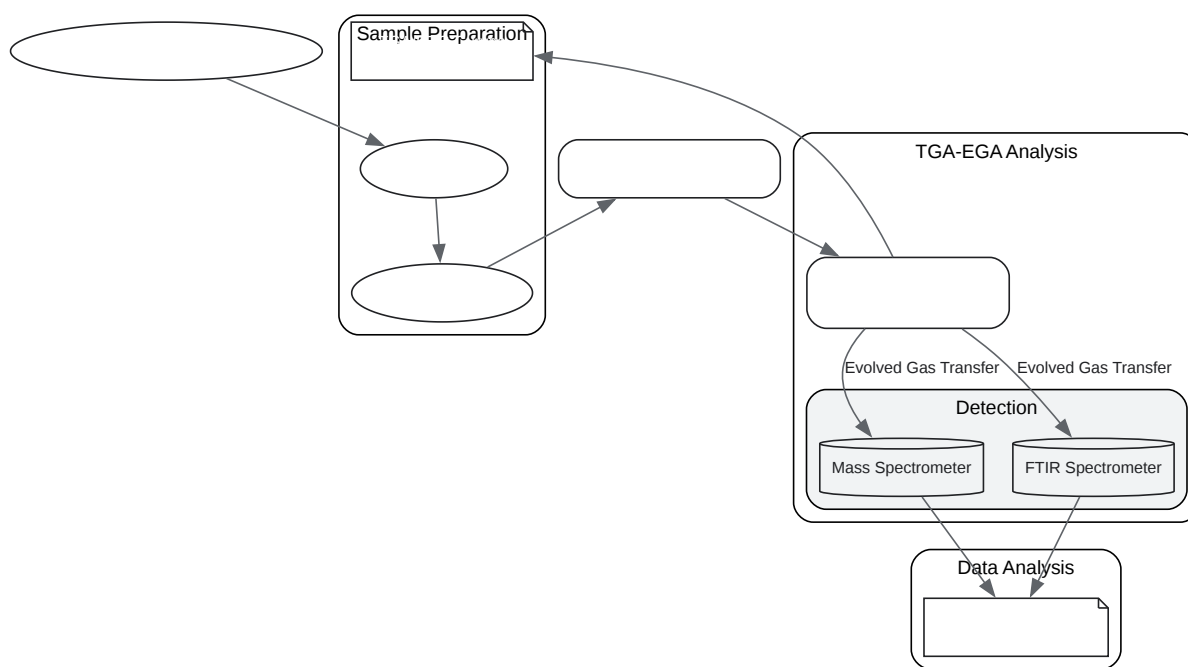 Sample Preparation
TGA-EGA Analysis
Evolved Gas Transfer
Evolved Gas Transfer
Detection
Mass Spectrometer
FTIR Spectrometer
Data Analysis